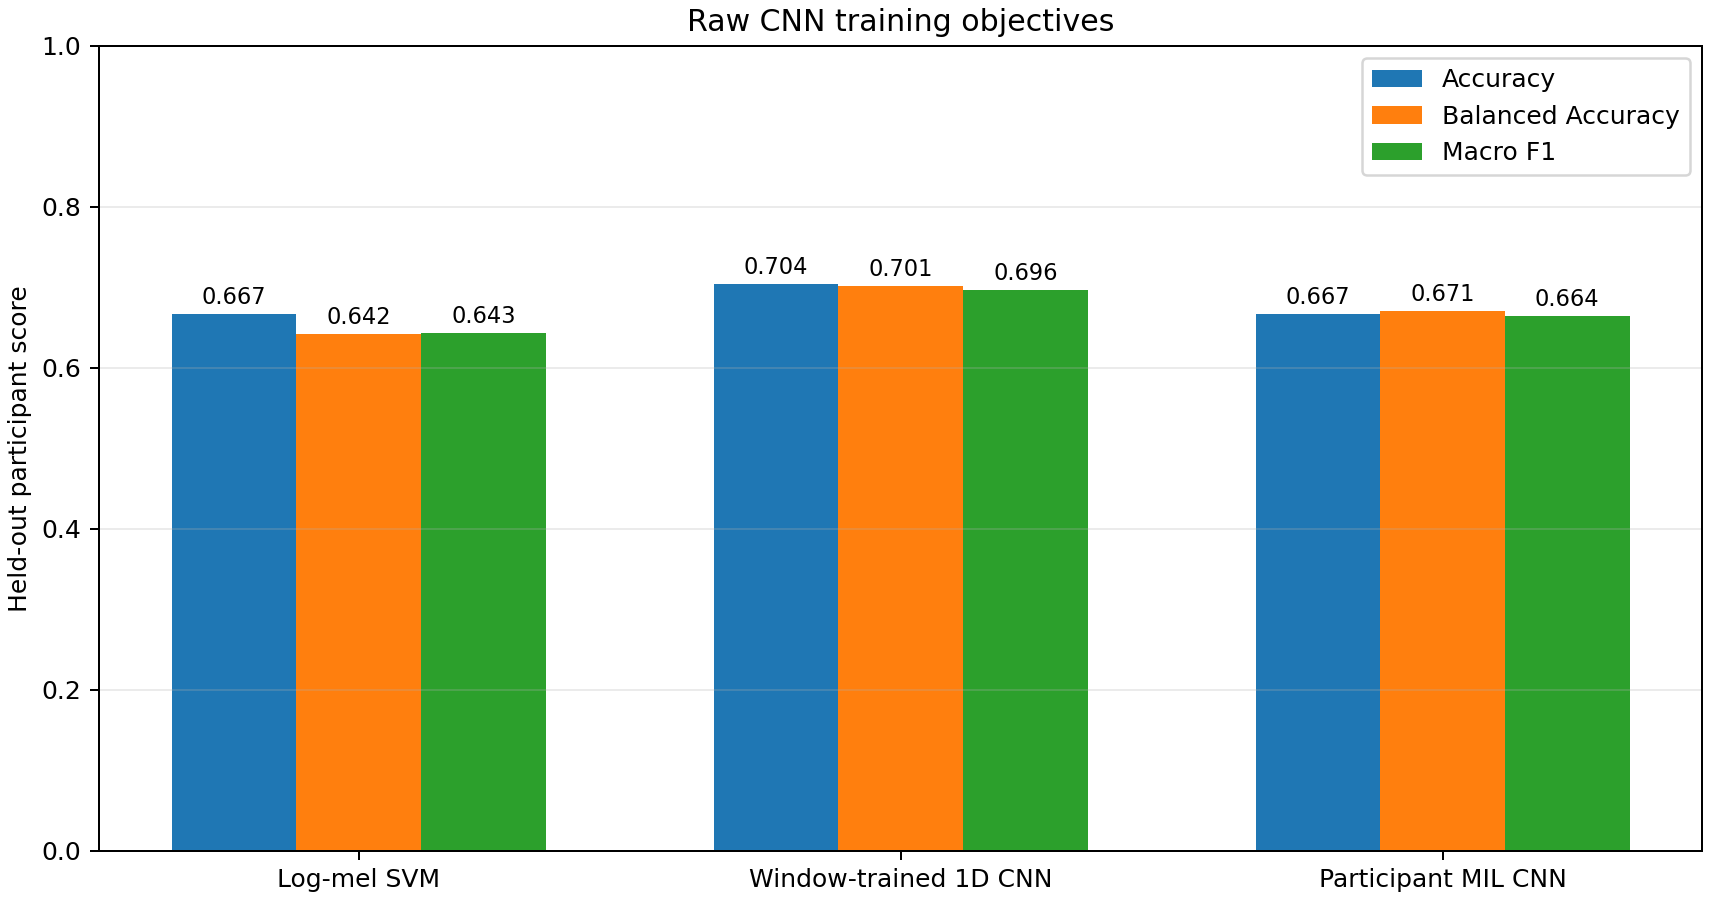 Raw CNN training objectives
Accuracy
Balanced Accuracy
Macro F1
Held-out participant score
1.0
0.8
0.6
0.4
0.2
0.0
0.667
0.642
0.643
0.704
0.701
0.696
0.667
0.671
0.664
Log-mel SVM
Window-trained 1D CNN
Participant MIL CNN